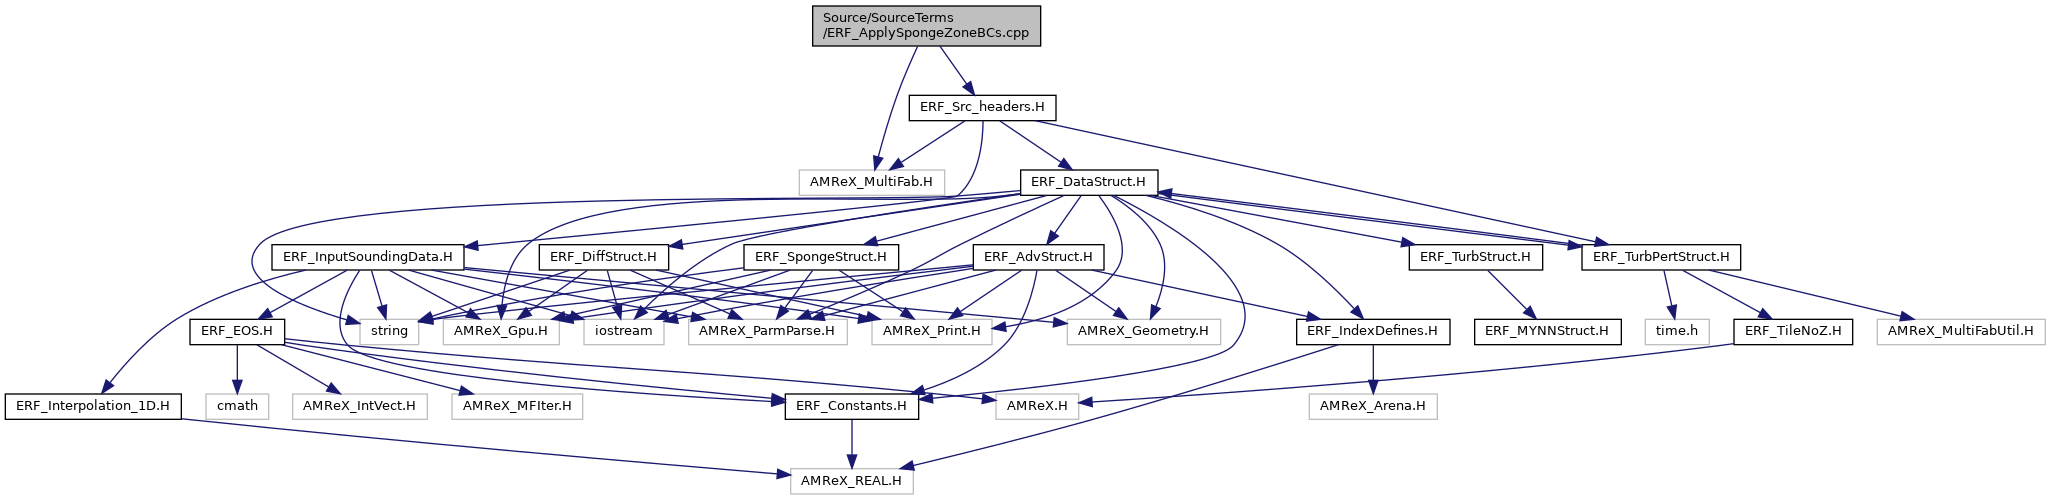 Source/SourceTerms
/ERF_ApplySpongeZoneBCs.cpp
ERF_Src_headers.H
AMReX_MultiFab.H
ERF_DataStruct.H
ERF_InputSoundingData.H
ERF_DiffStruct.H
ERF_SpongeStruct.H
ERF_AdvStruct.H
ERF_TurbStruct.H
ERF_TurbPertStruct.H
ERF_EOS.H
string
AMReX_Gpu.H
iostream
AMReX_ParmParse.H
AMReX_Print.H
AMReX_Geometry.H
ERF_IndexDefines.H
ERF_MYNNStruct.H
time.h
ERF_TileNoZ.H
AMReX_MultiFabUtil.H
ERF_Interpolation_1D.H
cmath
AMReX_IntVect.H
AMReX_MFIter.H
ERF_Constants.H
AMReX.H
AMReX_Arena.H
AMReX_REAL.H